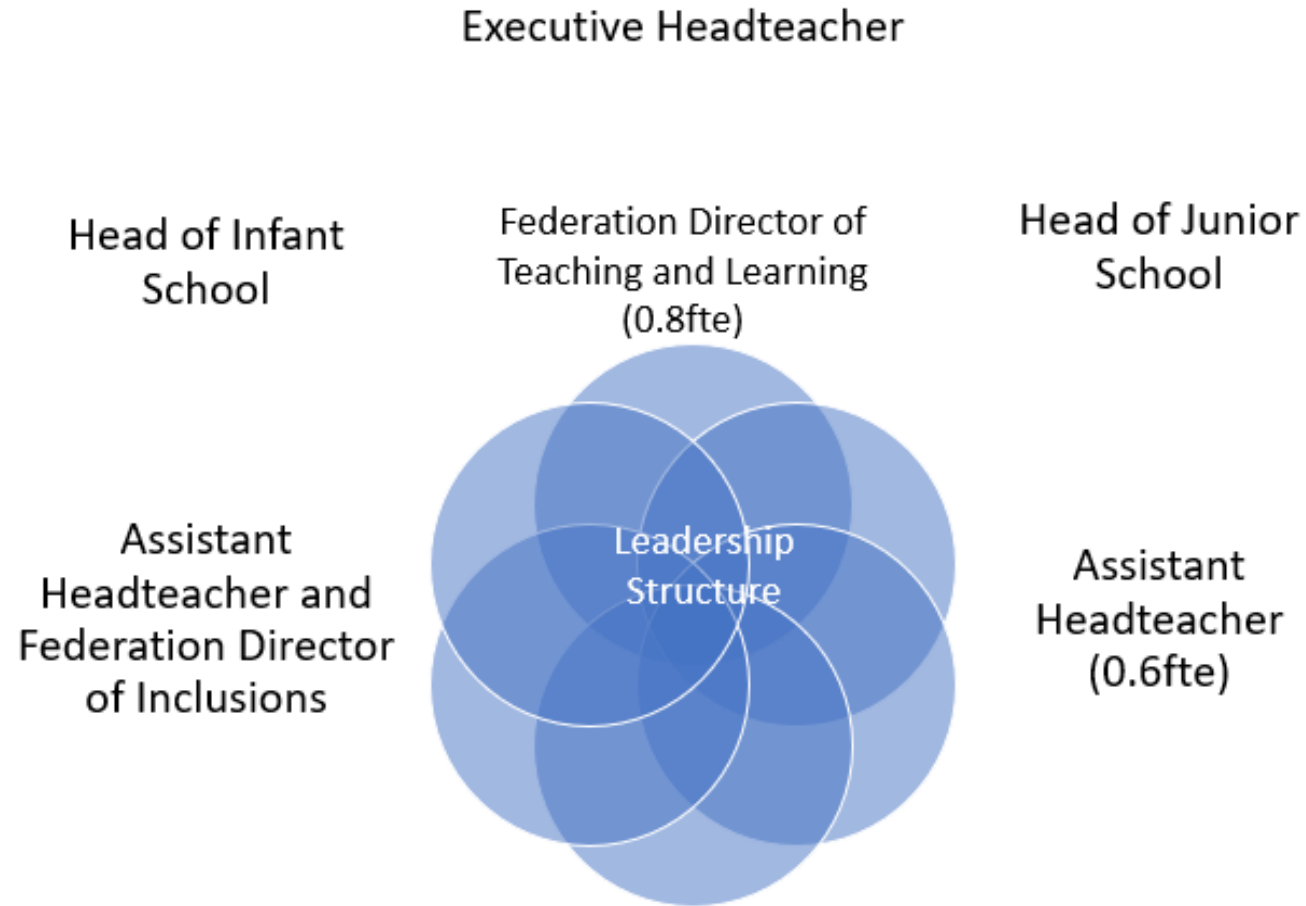 Executive Headteacher
Head of Infant
School
Federation Director of
Teaching and Learning
(0.8fte)
Head of Junior
School
Assistant
Headteacher and
Federation Director
of Inclusions
Leadership
Structure
Assistant
Headteacher
(0.6fte)